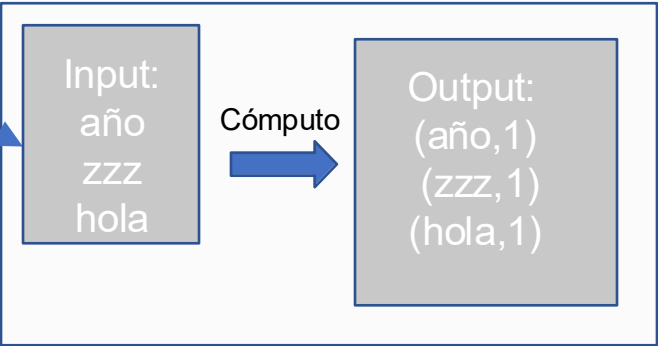 Input:
año
zzz
hola
Cómputo
Output:
(año,1)
(zzz,1)
(hola,1)